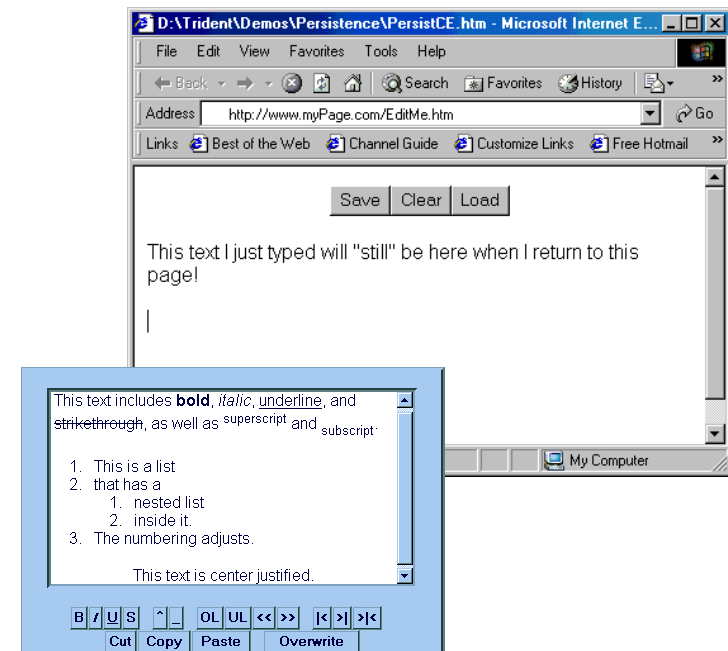 D:\Trident\Demos\Persistence\PersistCE.htm - Microsoft Internet E...
File Edit View Favorites Tools Help
Back Search Favorites History »
Address http://www.myPage.com/EditMe.htm Go
Links Best of the Web Channel Guide Customize Links Free Hotmail »
Save Clear Load
This text I just typed will "still" be here when I return to this
page!
My Computer
This text includes bold, italic, underline, and
strikethrough, as well as superscript and subscript.
1. This is a list
2. that has a
1. nested list
2. inside it.
3. The numbering adjusts.
This text is center justified.
B I U S ^ _ OL UL << >> |< >| >|<
Cut Copy Paste Overwrite